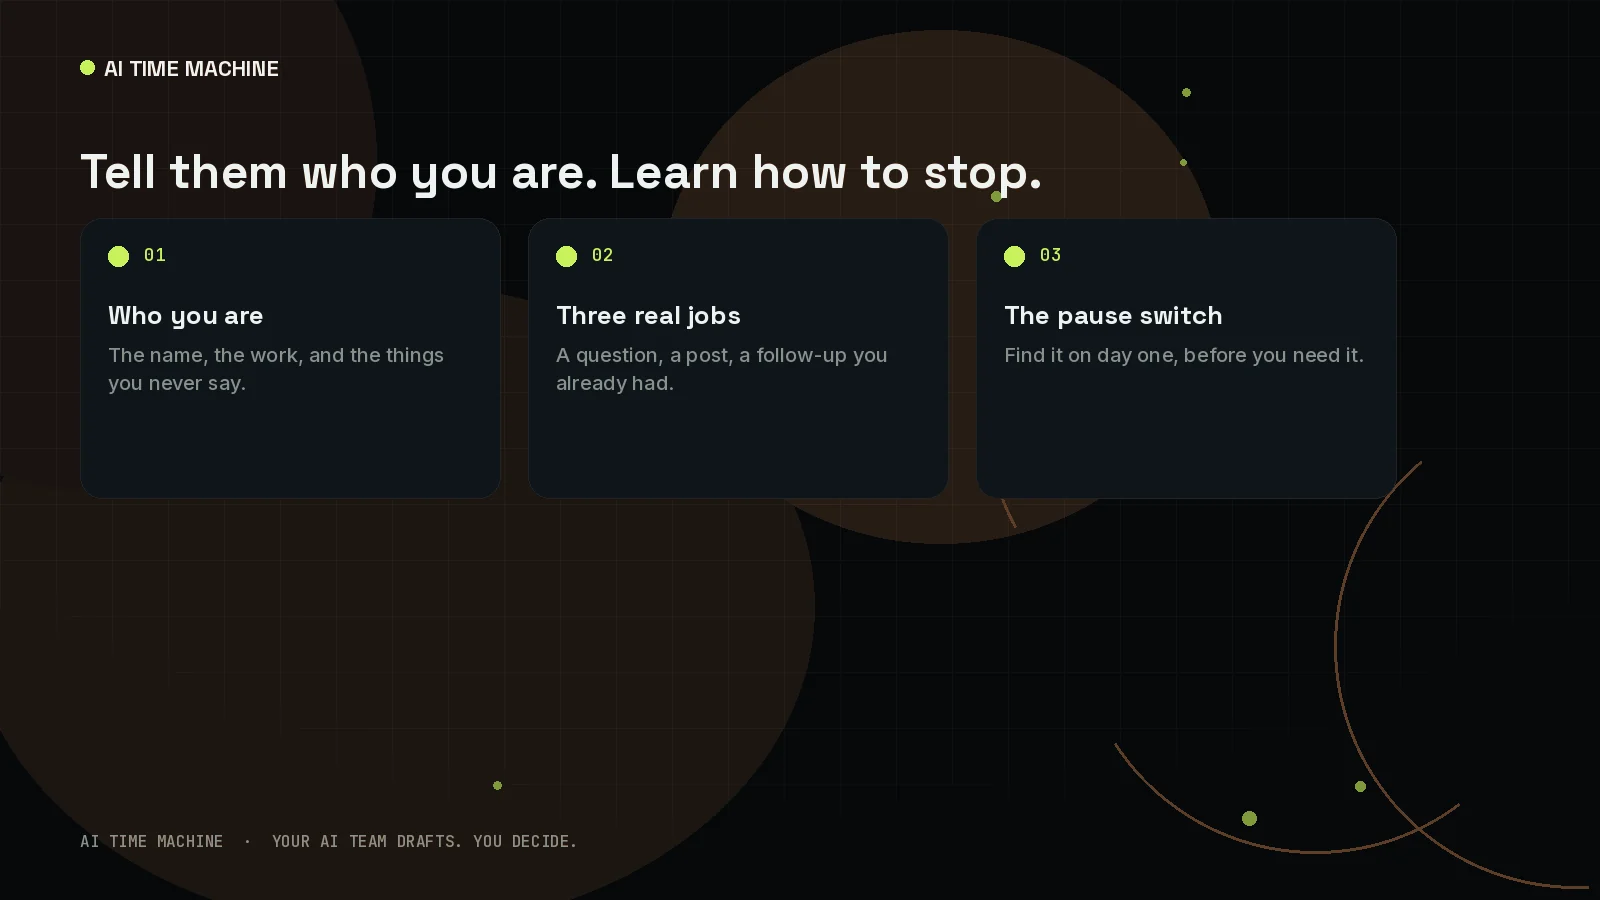 AI TIME MACHINE
Tell them who you are. Learn how to stop.
01
Who you are
The name, the work, and the things
you never say.
02
Three real jobs
A question, a post, a follow-up you
already had.
03
The pause switch
Find it on day one, before you need it.
AI TIME MACHINE · YOUR AI TEAM DRAFTS. YOU DECIDE.